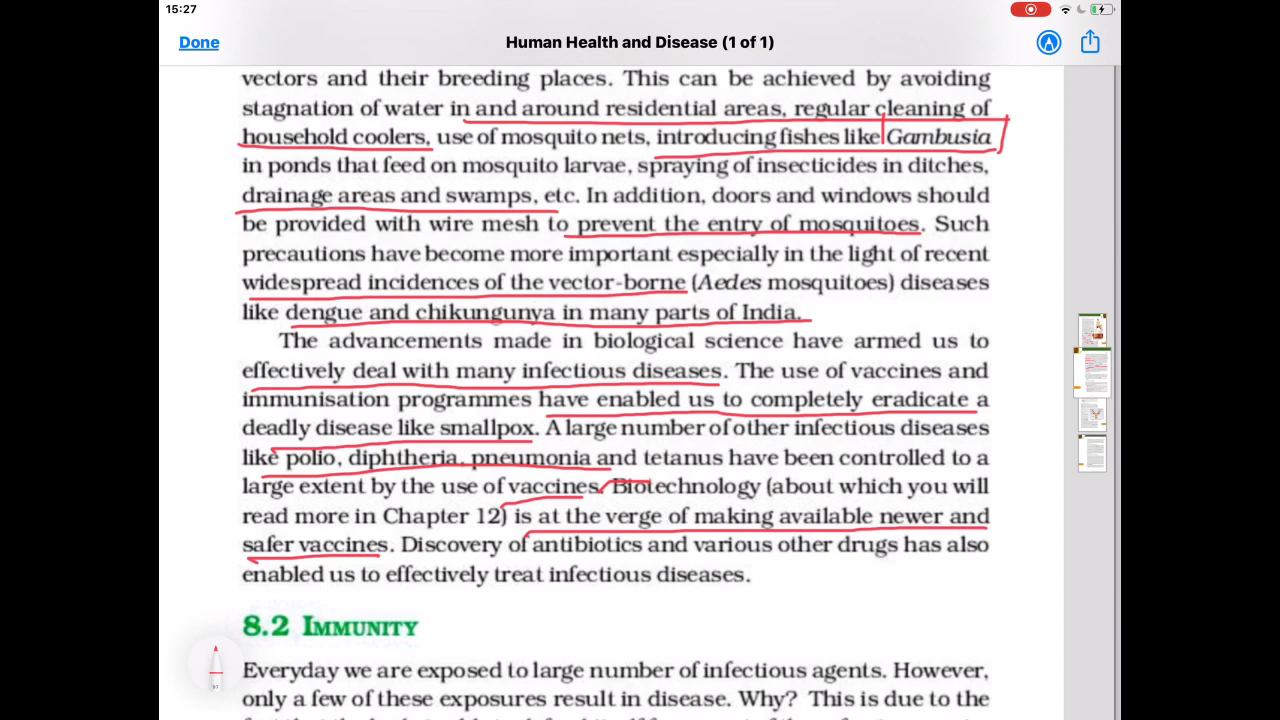 15:27
Done
Human Health and Disease (1 of 1)
vectors and their breeding places. This can be achieved by avoiding
stagnation of water in and around residential areas, regular cleaning of
household coolers, use of mosquito nets, introducing fishes like Gambusia
in ponds that feed on mosquito larvae, spraying of insecticides in ditches,
drainage areas and swamps, etc. In addition, doors and windows should
be provided with wire mesh to prevent the entry of mosquitoes. Such
precautions have become more important especially in the light of recent
widespread incidences of the vector-borne (Aedes mosquitoes) diseases
like dengue and chikungunya in many parts of India.
The advancements made in biological science have armed us to
effectively deal with many infectious diseases. The use of vaccines and
immunisation programmes have enabled us to completely eradicate a
deadly disease like smallpox. A large number of other infectious diseases
like polio, diphtheria, pneumonia and tetanus have been controlled to a
large extent by the use of vaccines. Biotechnology (about which you will
read more in Chapter 12) is at the verge of making available newer and
safer vaccines. Discovery of antibiotics and various other drugs has also
enabled us to effectively treat infectious diseases.
8.2 IMMUNITY
Everyday we are exposed to large number of infectious agents. However,
only a few of these exposures result in disease. Why? This is due to the